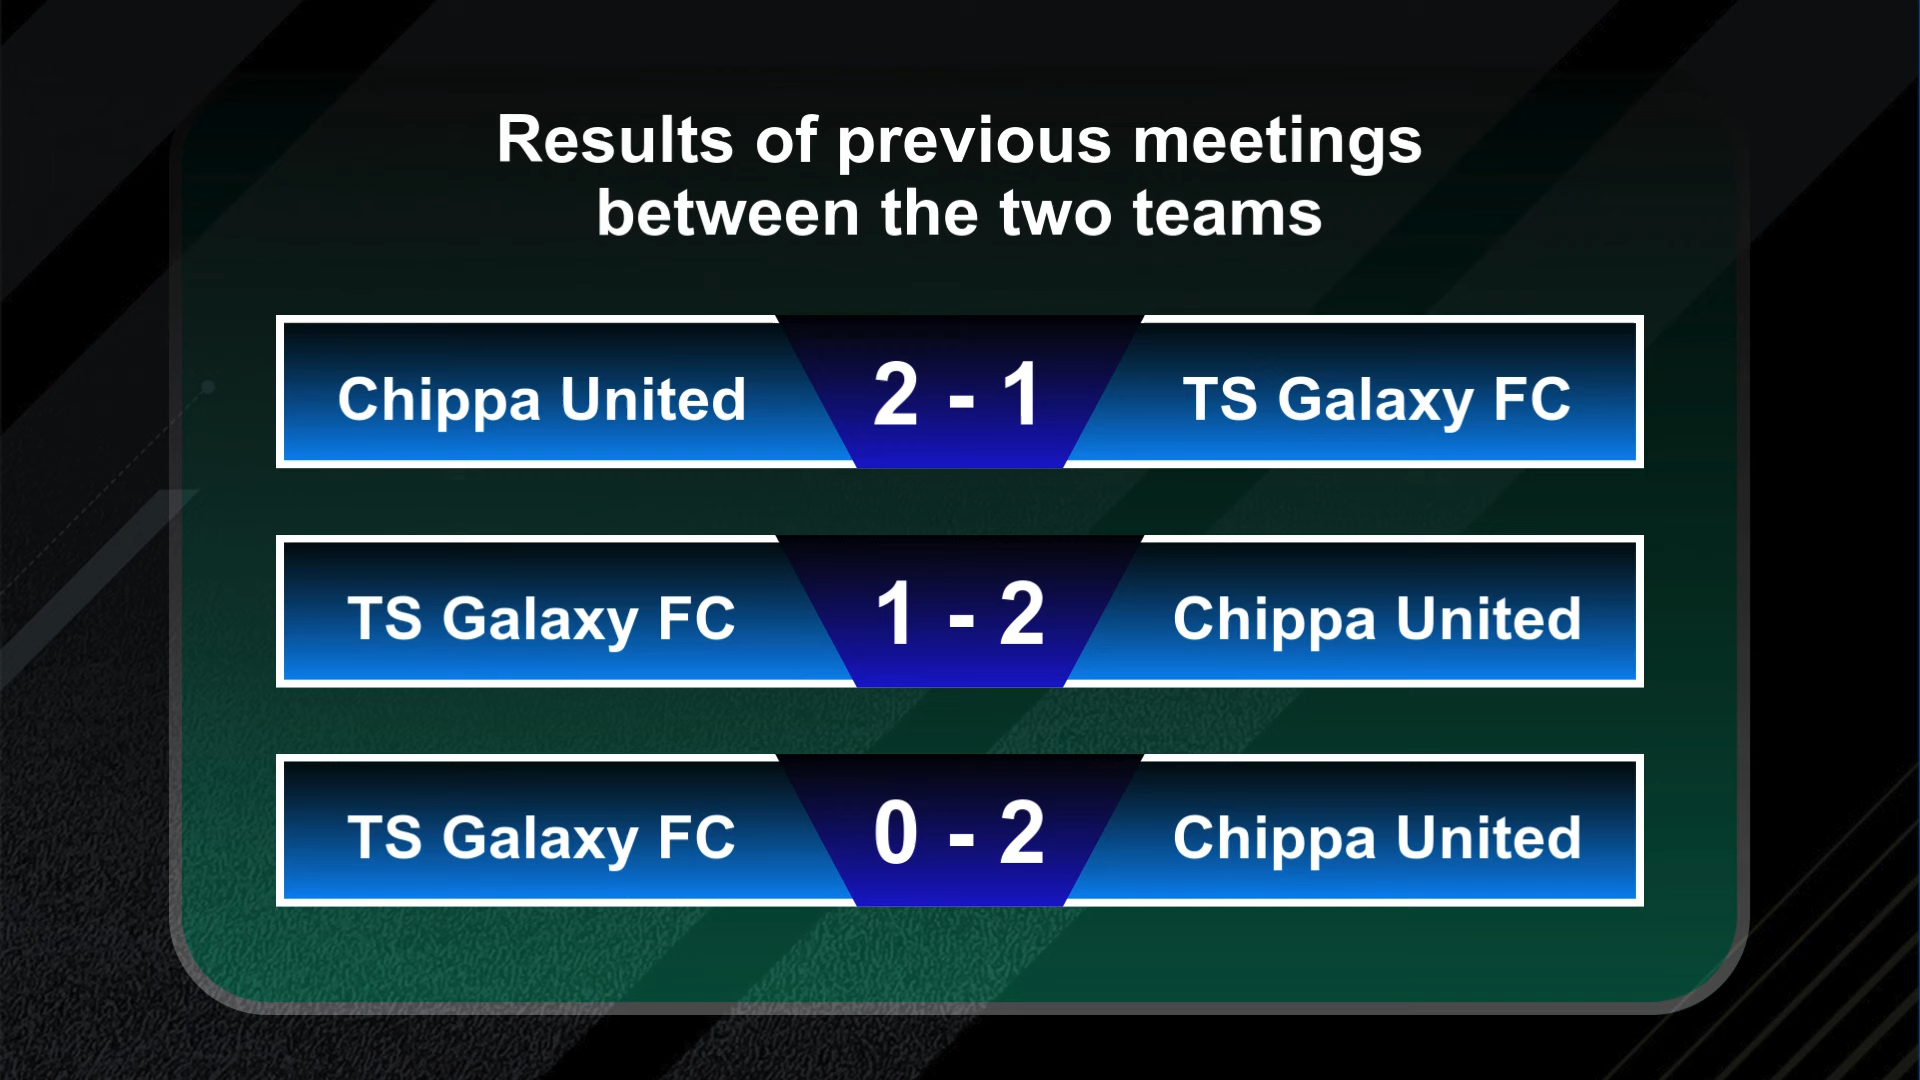 Results of previous meetings
between the two teams
Chippa United 2 - 1 TS Galaxy FC
TS Galaxy FC 1 - 2 Chippa United
TS Galaxy FC 0 - 2 Chippa United